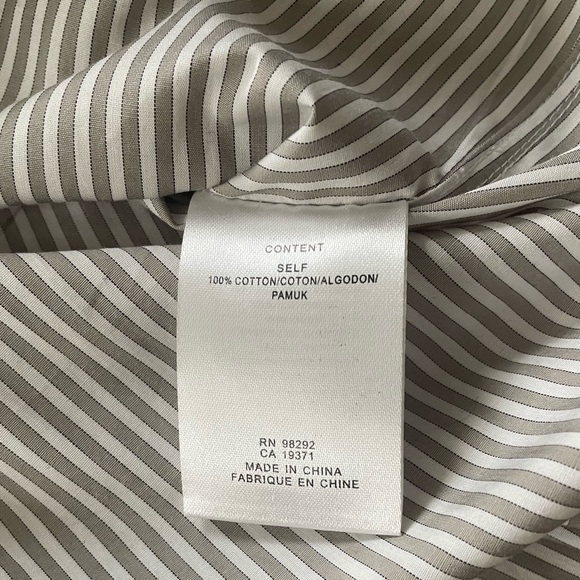 CONTENT
SELF
100% COTTON/COTON/ALGODON/
PAMUK
RN 98292
CA 19371
MADE IN CHINA
FABRIQUE EN CHINE